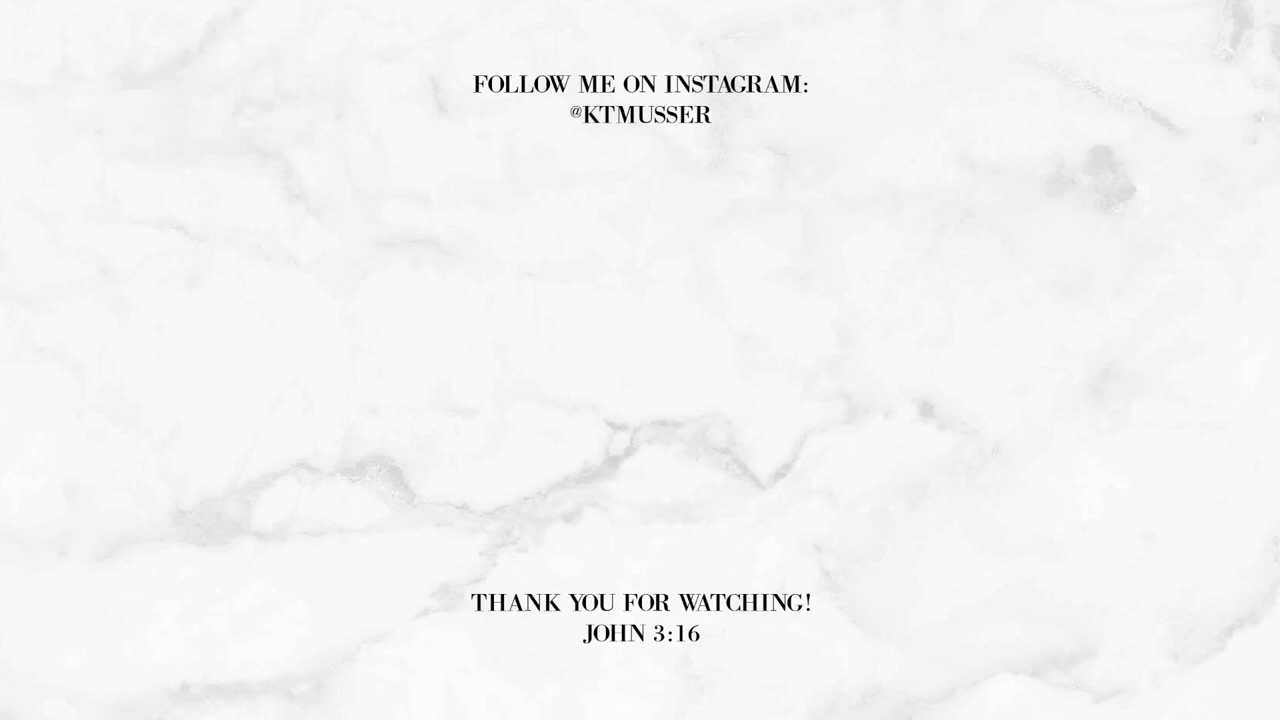 FOLLOW ME ON INSTAGRAM:
@KTMUSSER
THANK YOU FOR WATCHING!
JOHN 3:16